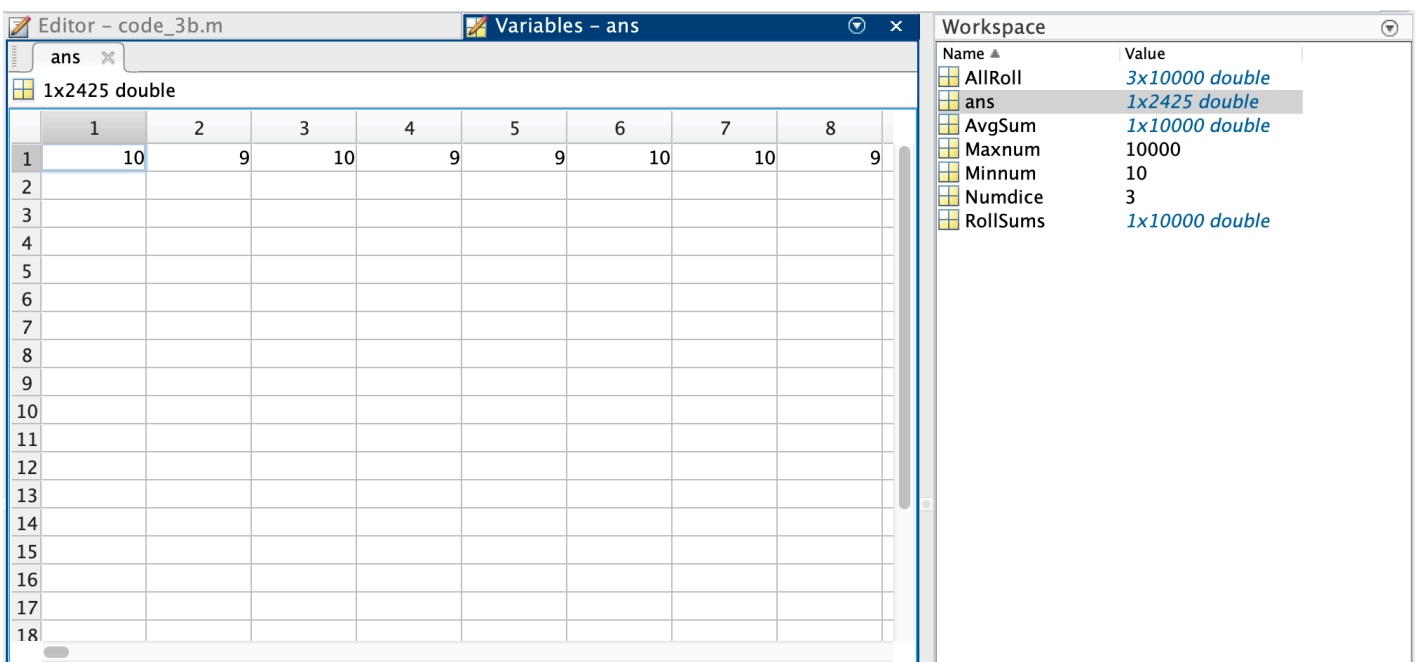 Editor – code_3b.m
Variables – ans
ans
1x2425 double
1 2 3 4 5 6 7 8
1 10 9 10 9 9 10 10 9
2
3
4
5
6
7
8
9
10
11
12
13
14
15
16
17
18
Workspace
Name Value
AllRoll 3x10000 double
ans 1x2425 double
AvgSum 1x10000 double
Maxnum 10000
Minnum 10
Numdice 3
RollSums 1x10000 double